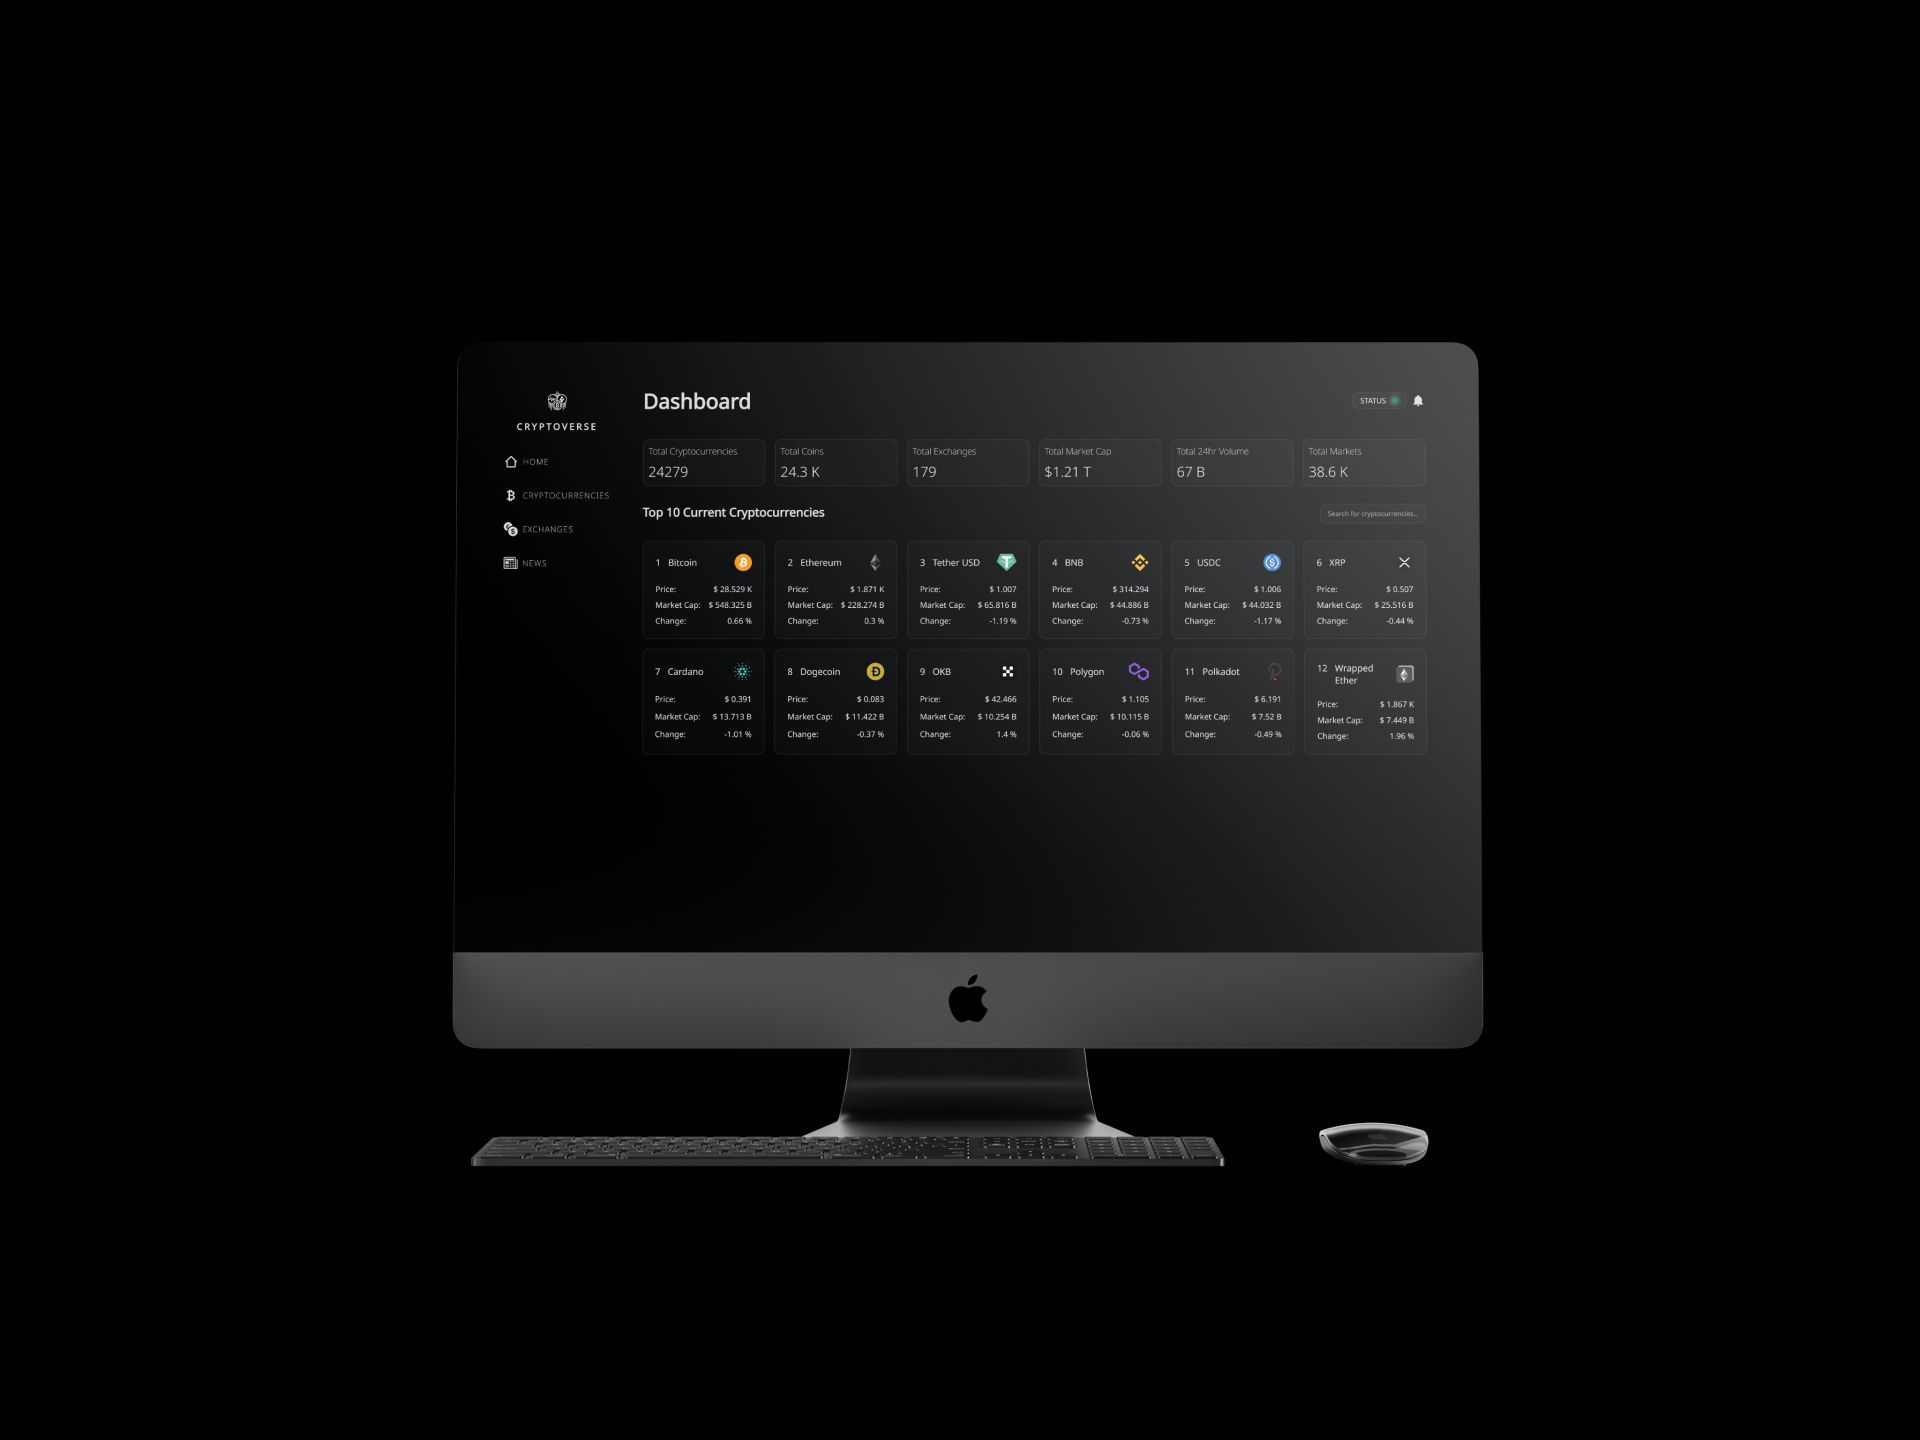 CRYPTOVERSE
HOME
CRYPTOCURRENCIES
EXCHANGES
NEWS
Dashboard
STATUS
Total Cryptocurrencies
24279
Total Coins
24.3 K
Total Exchanges
179
Total Market Cap
$1.21 T
Total 24hr Volume
67 B
Total Markets
38.6 K
Top 10 Current Cryptocurrencies
Search for cryptocurrencies...
1 Bitcoin
Price: $ 28.529 K
Market Cap: $ 548.325 B
Change: 0.66 %
2 Ethereum
Price: $ 1.871 K
Market Cap: $ 228.274 B
Change: 0.3 %
3 Tether USD
Price: $ 1.007
Market Cap: $ 65.816 B
Change: -1.19 %
4 BNB
Price: $ 314.294
Market Cap: $ 44.886 B
Change: -0.73 %
5 USDC
Price: $ 1.006
Market Cap: $ 44.032 B
Change: -1.17 %
6 XRP
Price: $ 0.507
Market Cap: $ 25.516 B
Change: -0.44 %
7 Cardano
Price: $ 0.391
Market Cap: $ 13.713 B
Change: -1.01 %
8 Dogecoin
Price: $ 0.083
Market Cap: $ 11.422 B
Change: -0.37 %
9 OKB
Price: $ 42.466
Market Cap: $ 10.254 B
Change: 1.4 %
10 Polygon
Price: $ 1.105
Market Cap: $ 10.115 B
Change: -0.06 %
11 Polkadot
Price: $ 6.191
Market Cap: $ 7.52 B
Change: -0.49 %
12 Wrapped
Ether
Price: $ 1.867 K
Market Cap: $ 7.449 B
Change: 1.96 %